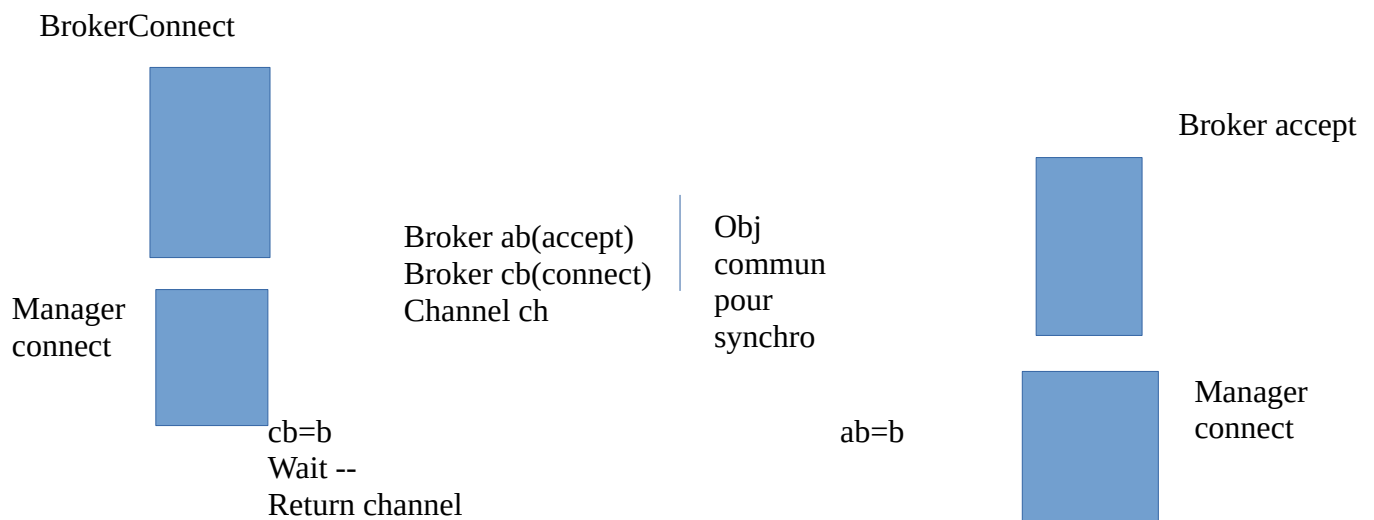 BrokerConnect
Broker accept
Broker ab(accept)
Broker cb(connect)
Channel ch
Obj
commun
pour
synchro
Manager
connect
Manager
connect
cb=b
Wait --
Return channel
ab=b